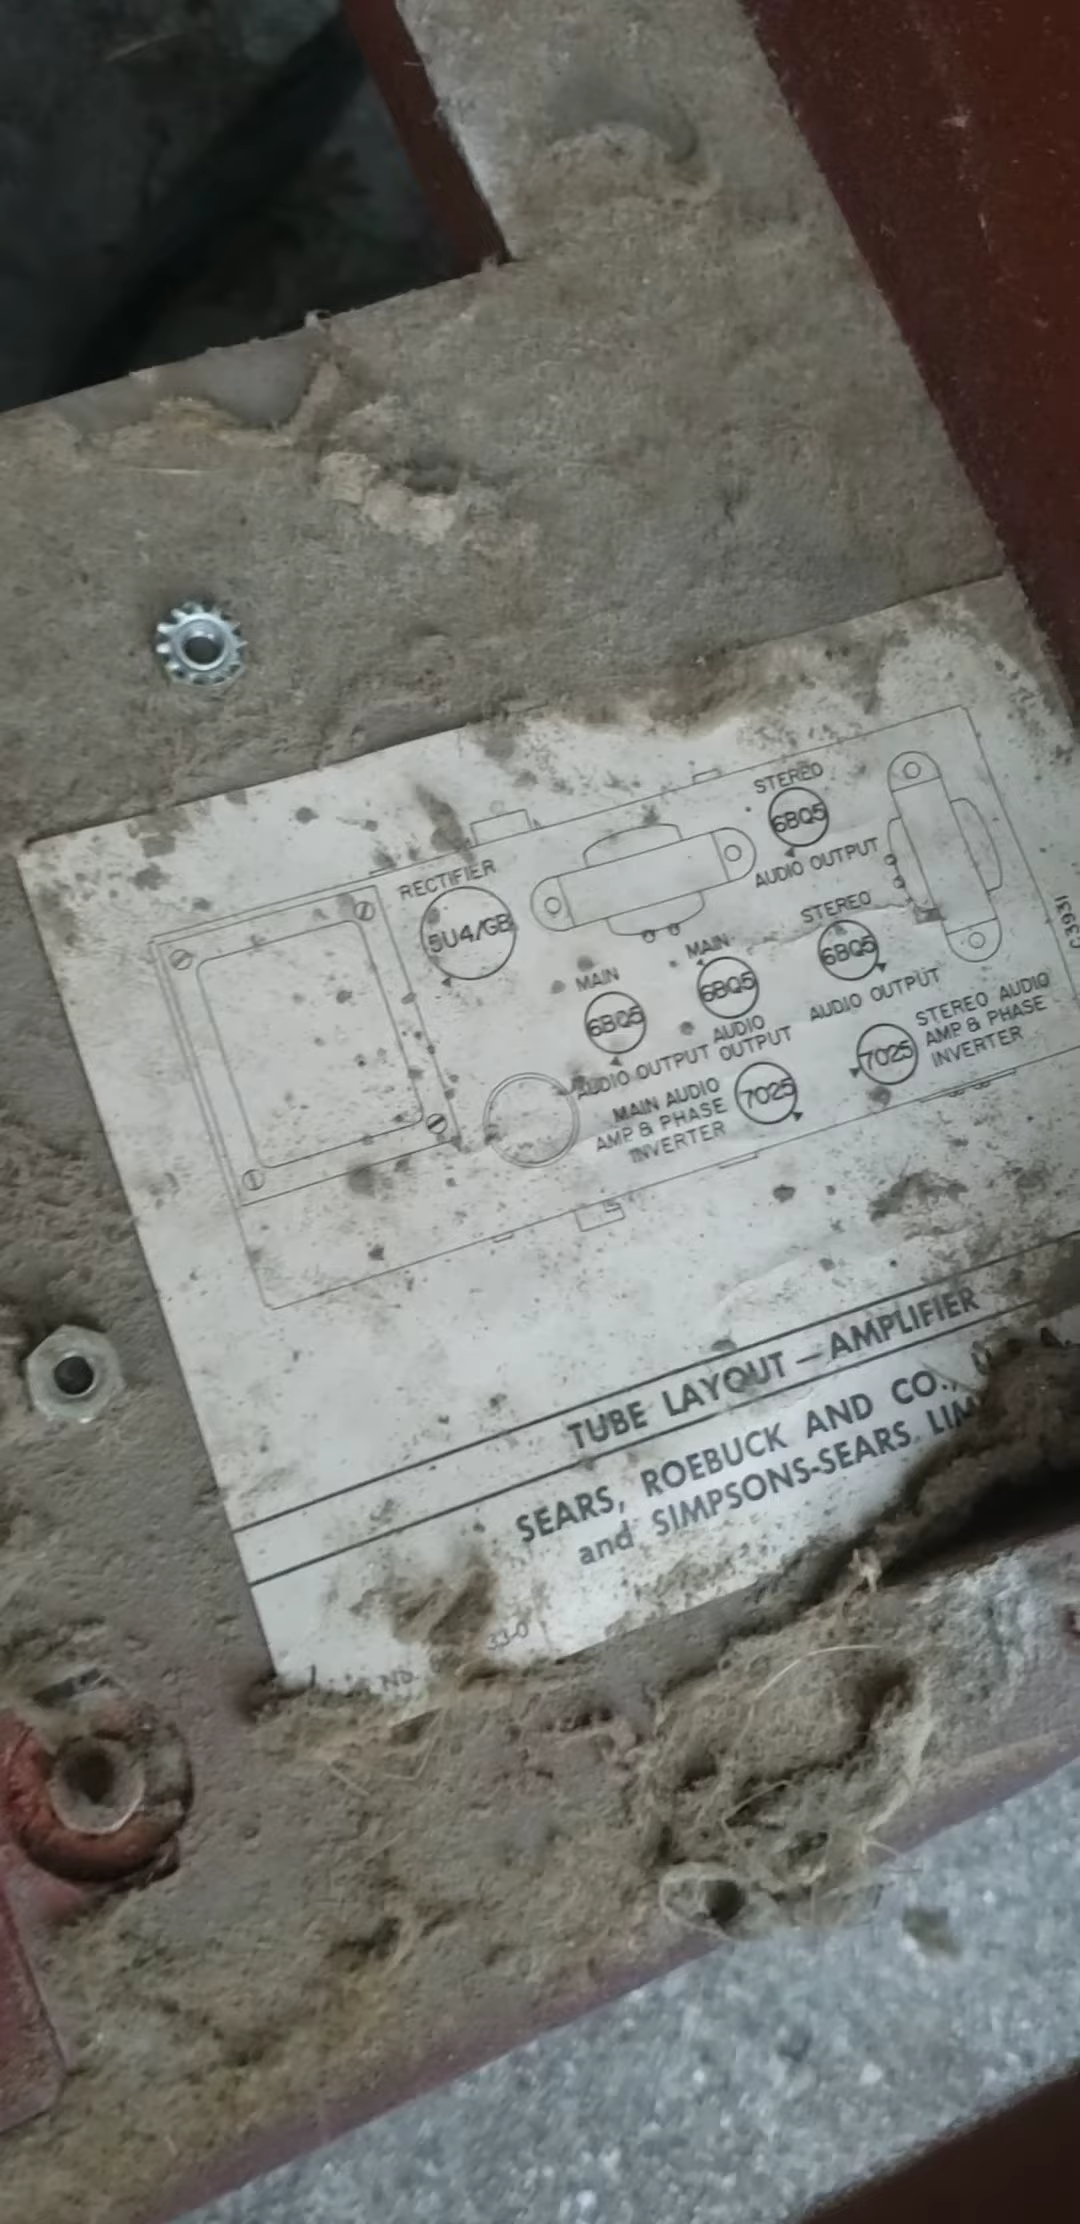 STEREO
6BQ5
AUDIO OUTPUT
RECTIFIER
5U4/GB
STEREO
6BQ5
AUDIO OUTPUT
MAIN
6BQ5
AUDIO
OUTPUT
MAIN
6BQ5
AUDIO OUTPUT
STEREO AUDIO
AMP & PHASE
INVERTER
7025
MAIN AUDIO
AMP & PHASE
INVERTER
7025
C3931
TUBE LAYOUT — AMPLIFIER
SEARS, ROEBUCK AND CO.,
and SIMPSONS-SEARS
NO.